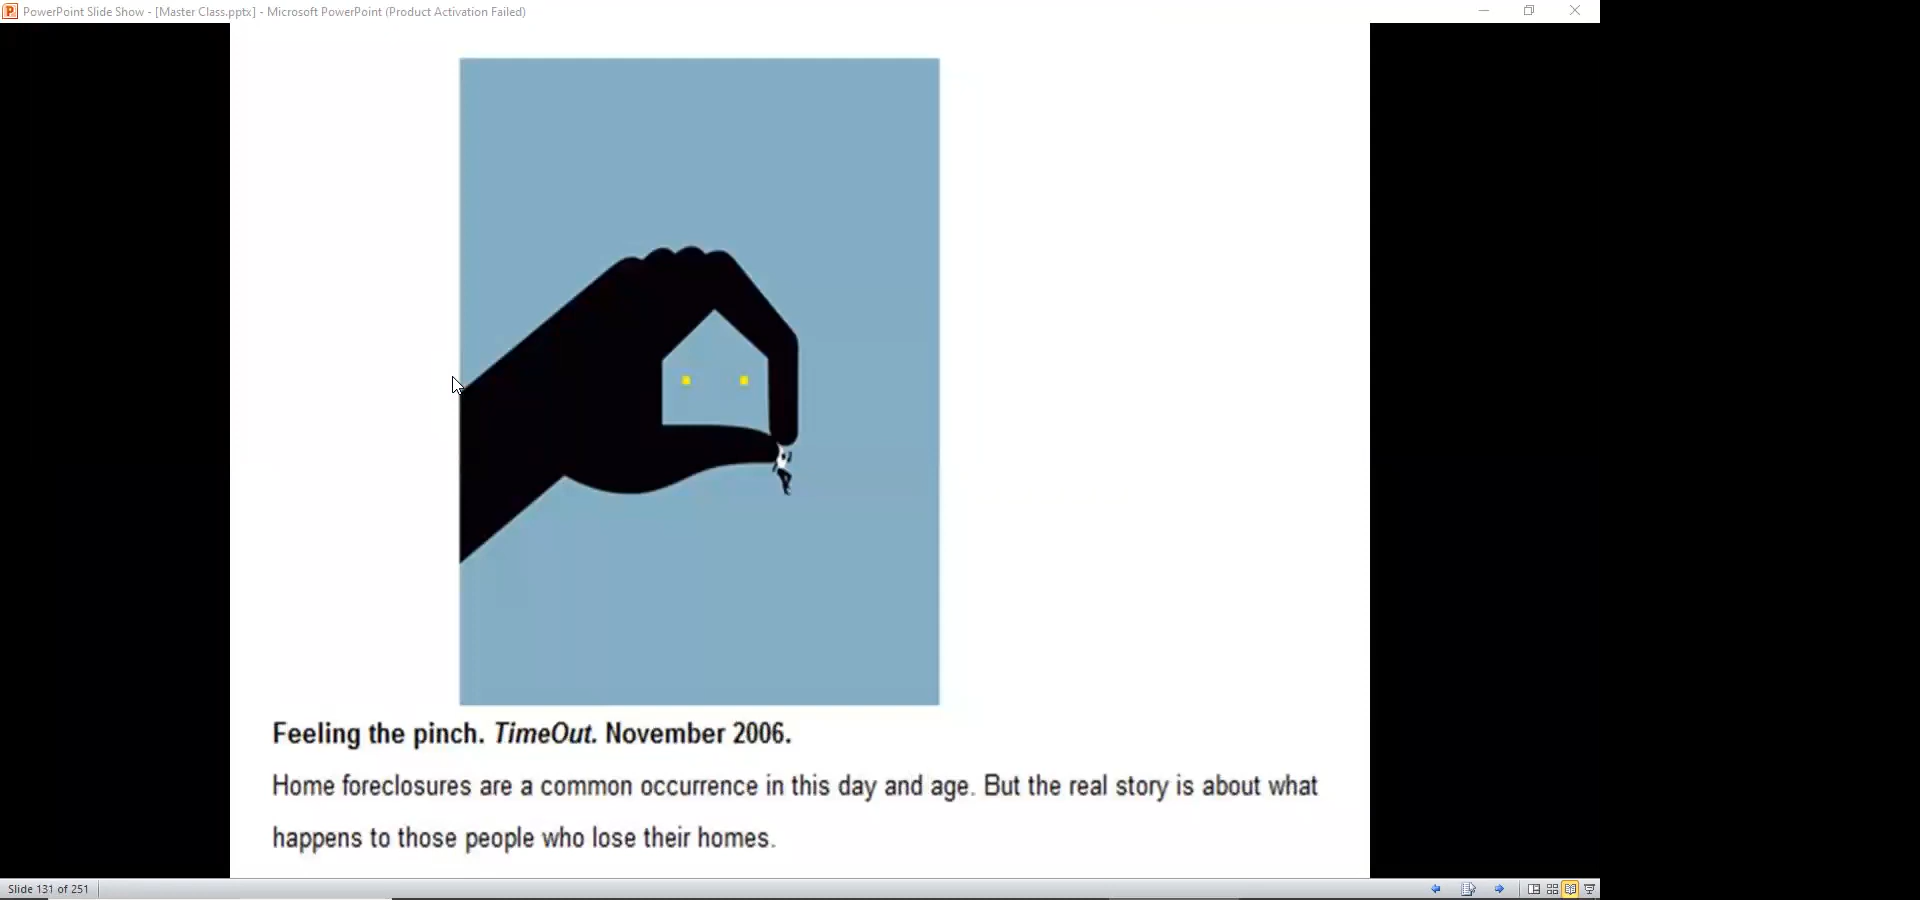 PowerPoint Slide Show - [Master Class.pptx] - Microsoft PowerPoint (Product Activation Failed)
Feeling the pinch. TimeOut. November 2006.
Home foreclosures are a common occurrence in this day and age. But the real story is about what
happens to those people who lose their homes.
Slide 131 of 251